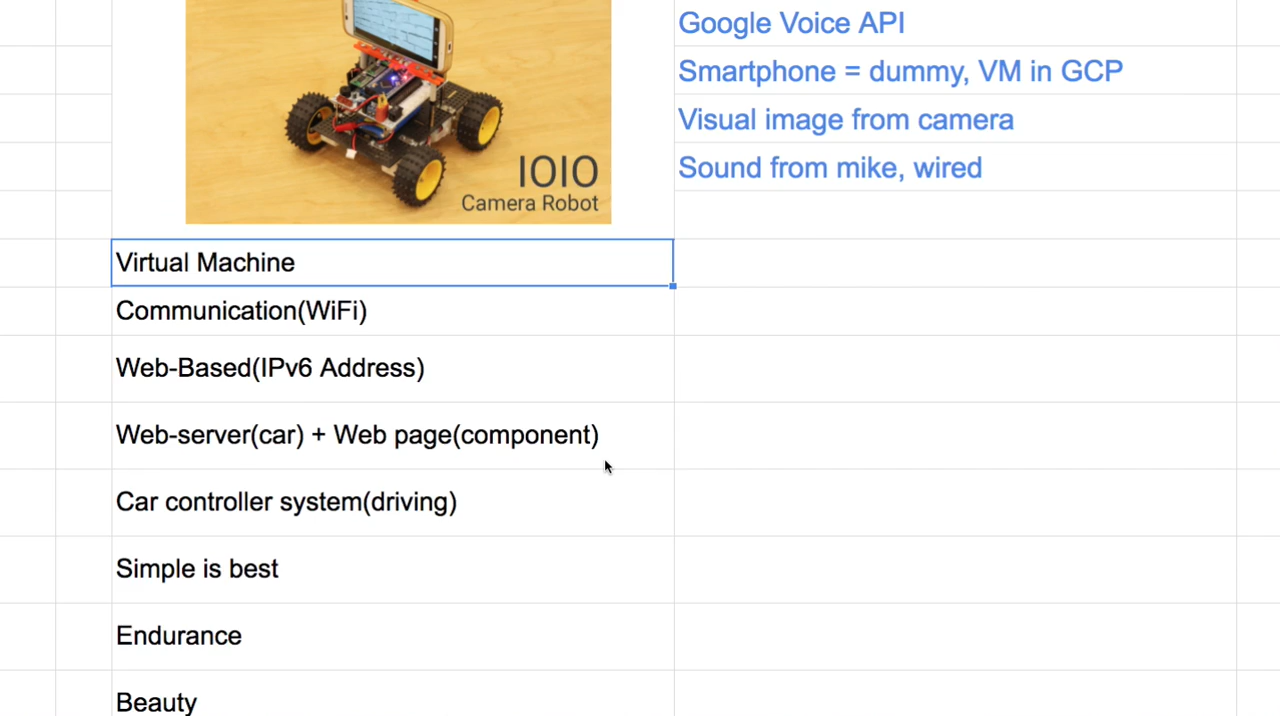 Google Voice API
Smartphone = dummy, VM in GCP
Visual image from camera
Sound from mike, wired
IOIO
Camera Robot
Virtual Machine
Communication(WiFi)
Web-Based(IPv6 Address)
Web-server(car) + Web page(component)
Car controller system(driving)
Simple is best
Endurance
Beauty